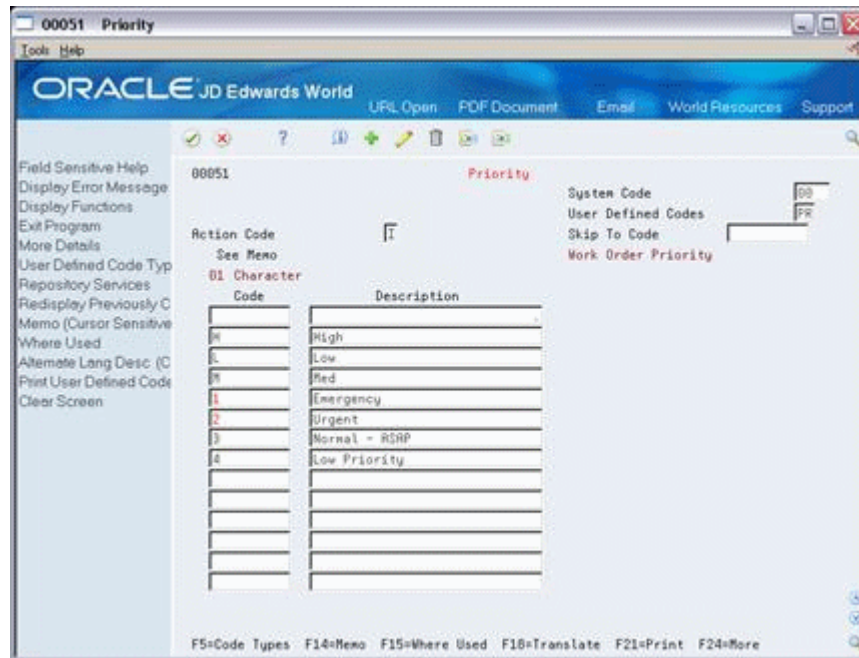 00051 Priority
Tools Help
ORACLE JD Edwards World
URL Open PDF Document Email World Resources Support
Field Sensitive Help
Display Error Message
Display Functions
Exit Program
More Details
User Defined Code Typ
Repository Services
Redisplay Previously C
Memo (Cursor Sensitive
Where Used
Alternate Lang Desc (C
Print User Defined Code
Clear Screen
00051 Priority
System Code 00
User Defined Codes PR
Action Code I
Skip To Code
See Memo
Work Order Priority
01 Character
Code Description
.
H High
L Low
M Med
1 Emergency
2 Urgent
3 Normal - ASAP
4 Low Priority
F5=Code Types F14=Memo F15=Where Used F18=Translate F21=Print F24=More